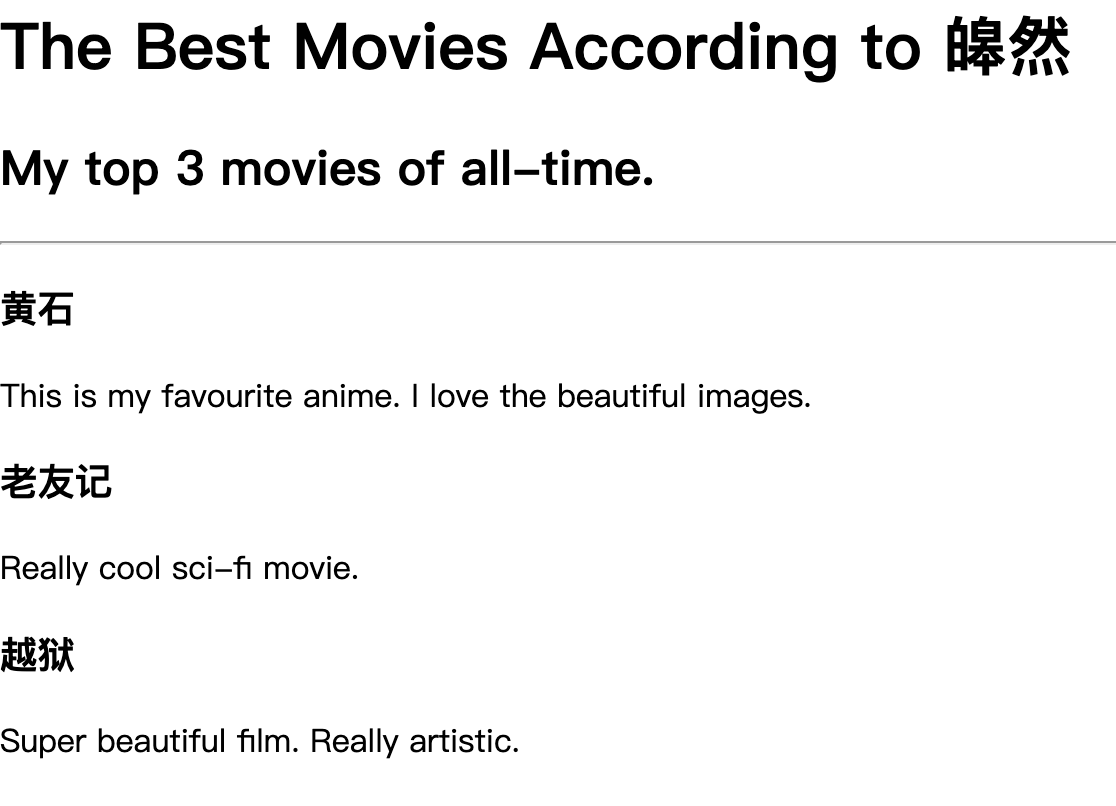 The Best Movies According to 皞然
My top 3 movies of all-time.
黄石
This is my favourite anime. I love the beautiful images.
老友记
Really cool sci-fi movie.
越狱
Super beautiful film. Really artistic.